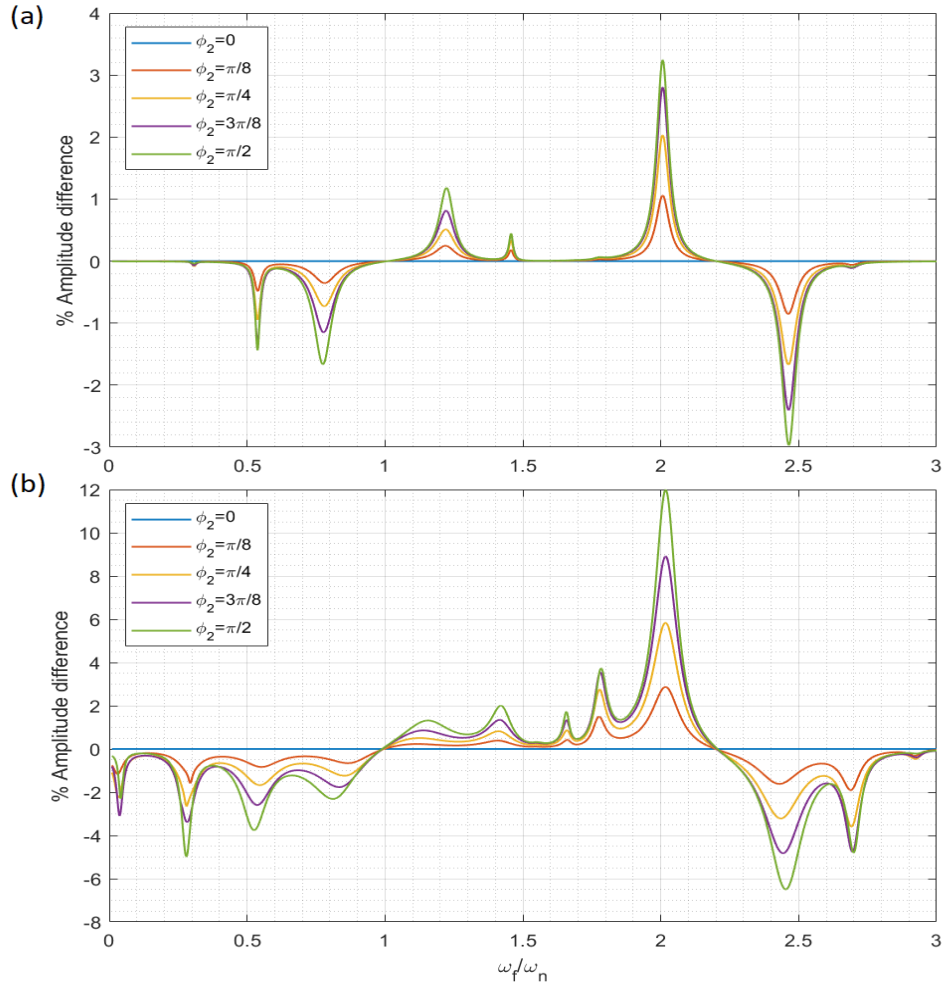 (a)
4
3
2
1
0
-1
-2
-3
% Amplitude difference
ϕ₂=0
ϕ₂=π/8
ϕ₂=π/4
ϕ₂=3π/8
ϕ₂=π/2
0 0.5 1 1.5 2 2.5 3
(b)
12
10
8
6
4
2
0
-2
-4
-6
-8
% Amplitude difference
ϕ₂=0
ϕ₂=π/8
ϕ₂=π/4
ϕ₂=3π/8
ϕ₂=π/2
0 0.5 1 1.5 2 2.5 3
ω_f/ω_n